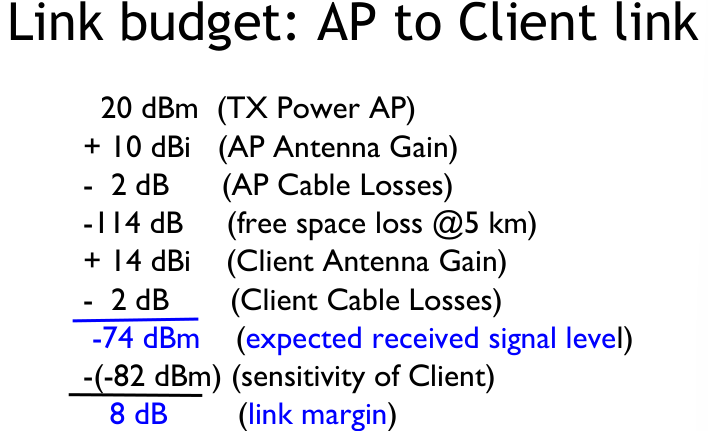 Link budget: AP to Client link
20 dBm (TX Power AP)
+ 10 dBi (AP Antenna Gain)
- 2 dB (AP Cable Losses)
-114 dB (free space loss @5 km)
+ 14 dBi (Client Antenna Gain)
- 2 dB (Client Cable Losses)
-74 dBm (expected received signal level)
-(-82 dBm) (sensitivity of Client)
8 dB (link margin)